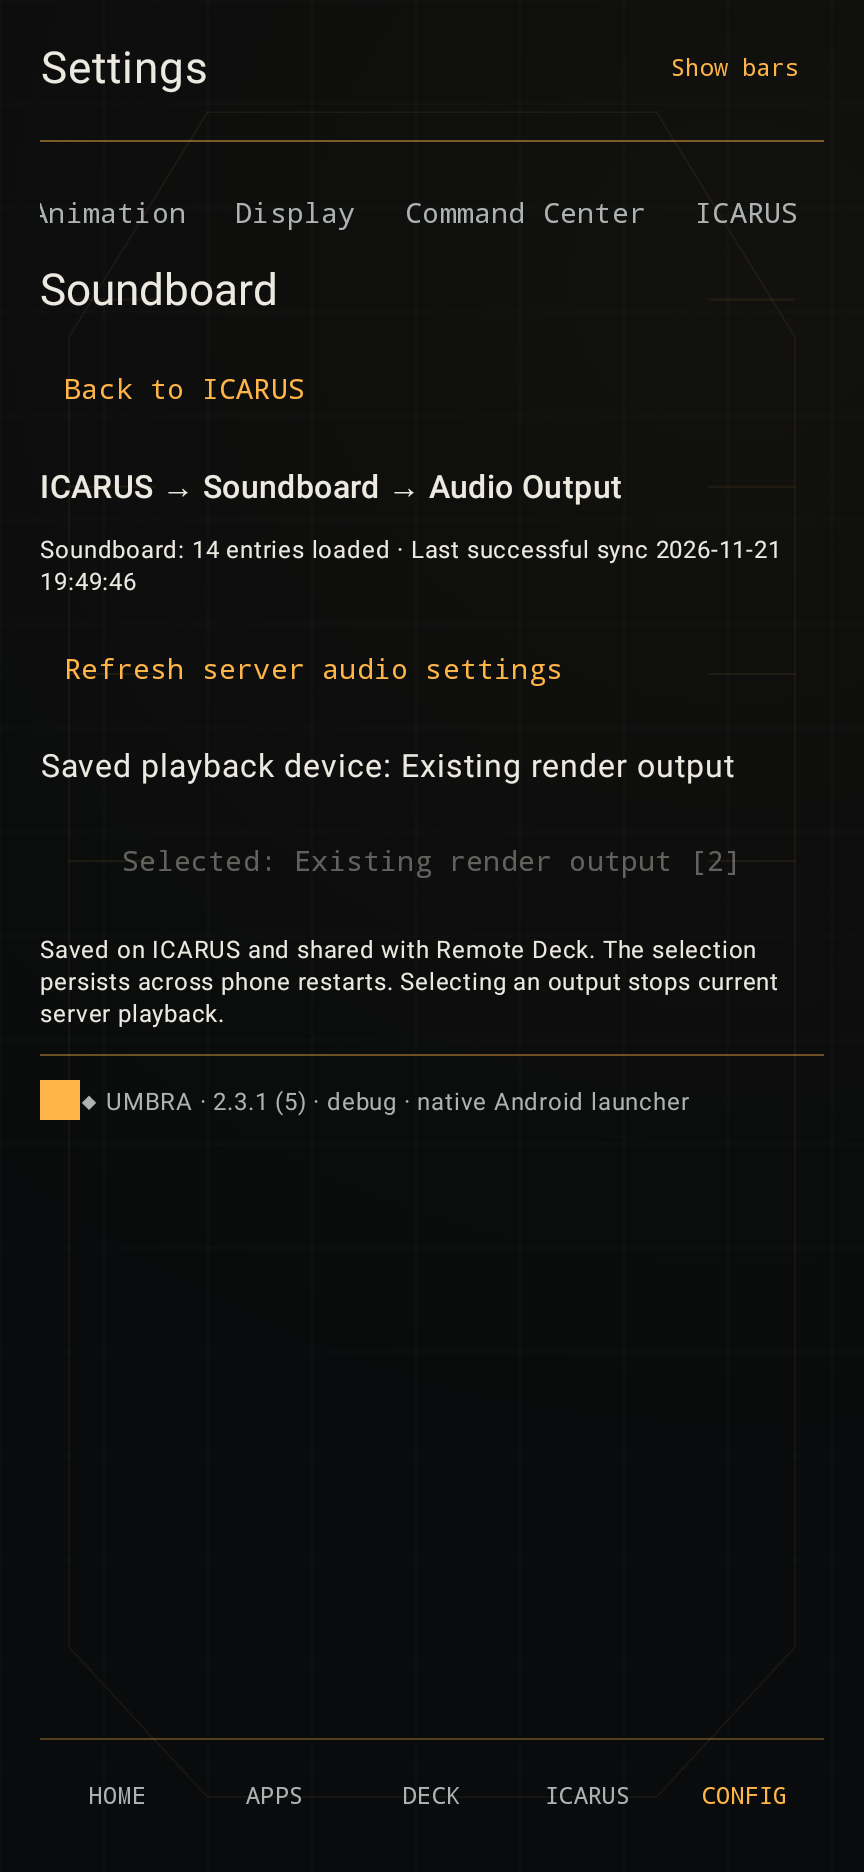 Settings
Show bars
Animation Display Command Center ICARUS
Soundboard
Back to ICARUS
ICARUS → Soundboard → Audio Output
Soundboard: 14 entries loaded · Last successful sync 2026-11-21
19:49:46
Refresh server audio settings
Saved playback device: Existing render output
Selected: Existing render output [2]
Saved on ICARUS and shared with Remote Deck. The selection
persists across phone restarts. Selecting an output stops current
server playback.
◆ UMBRA · 2.3.1 (5) · debug · native Android launcher
HOME APPS DECK ICARUS CONFIG